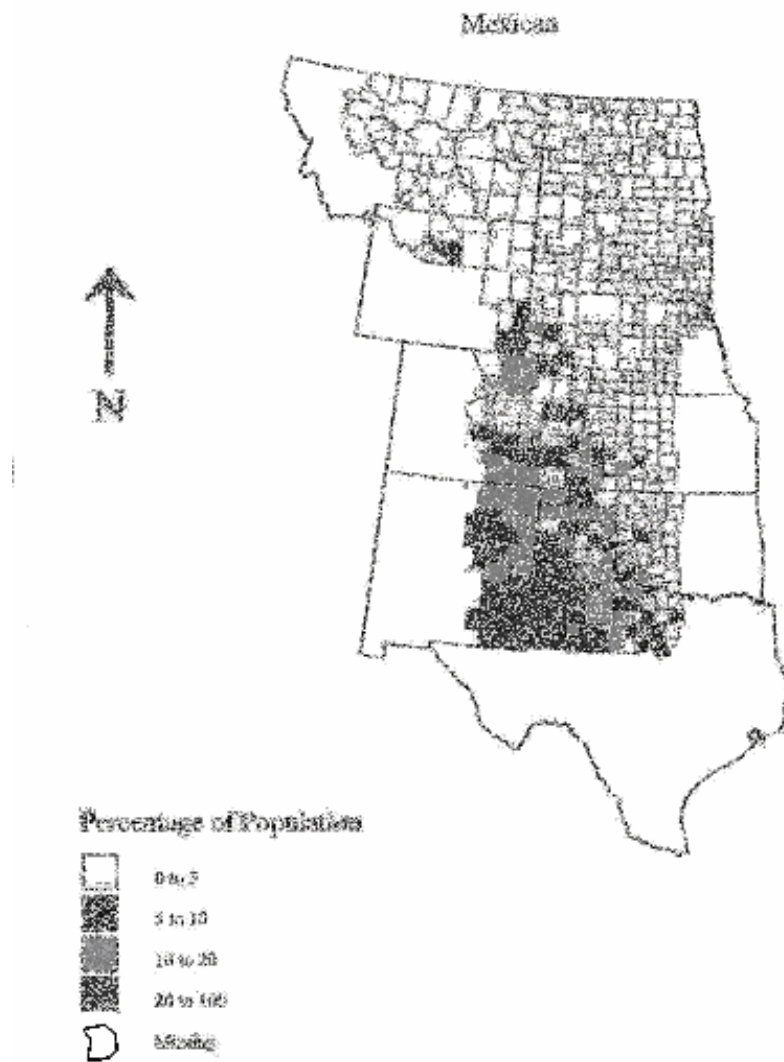 Mexican
N
Percentage of Population
0 to 5
5 to 10
10 to 20
20 to 100
Missing